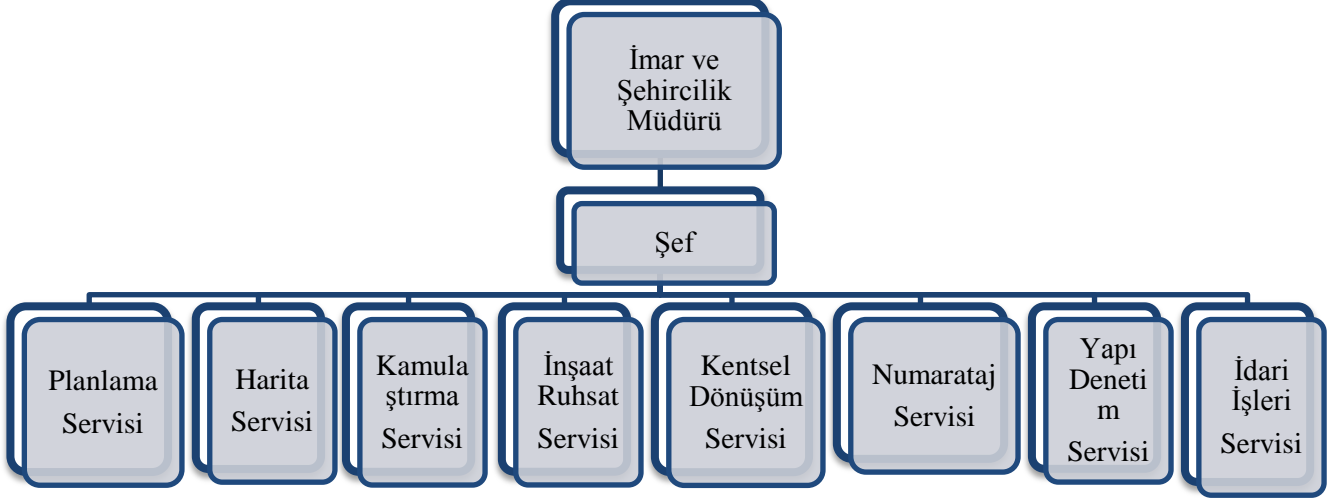 İmar ve
Şehircilik
Müdürü
Şef
Planlama
Servisi
Harita
Servisi
Kamula
ştırma
Servisi
İnşaat
Ruhsat
Servisi
Kentsel
Dönüşüm
Servisi
Numarataj
Servisi
Yapı
Deneti
m
Servisi
İdari
İşleri
Servisi